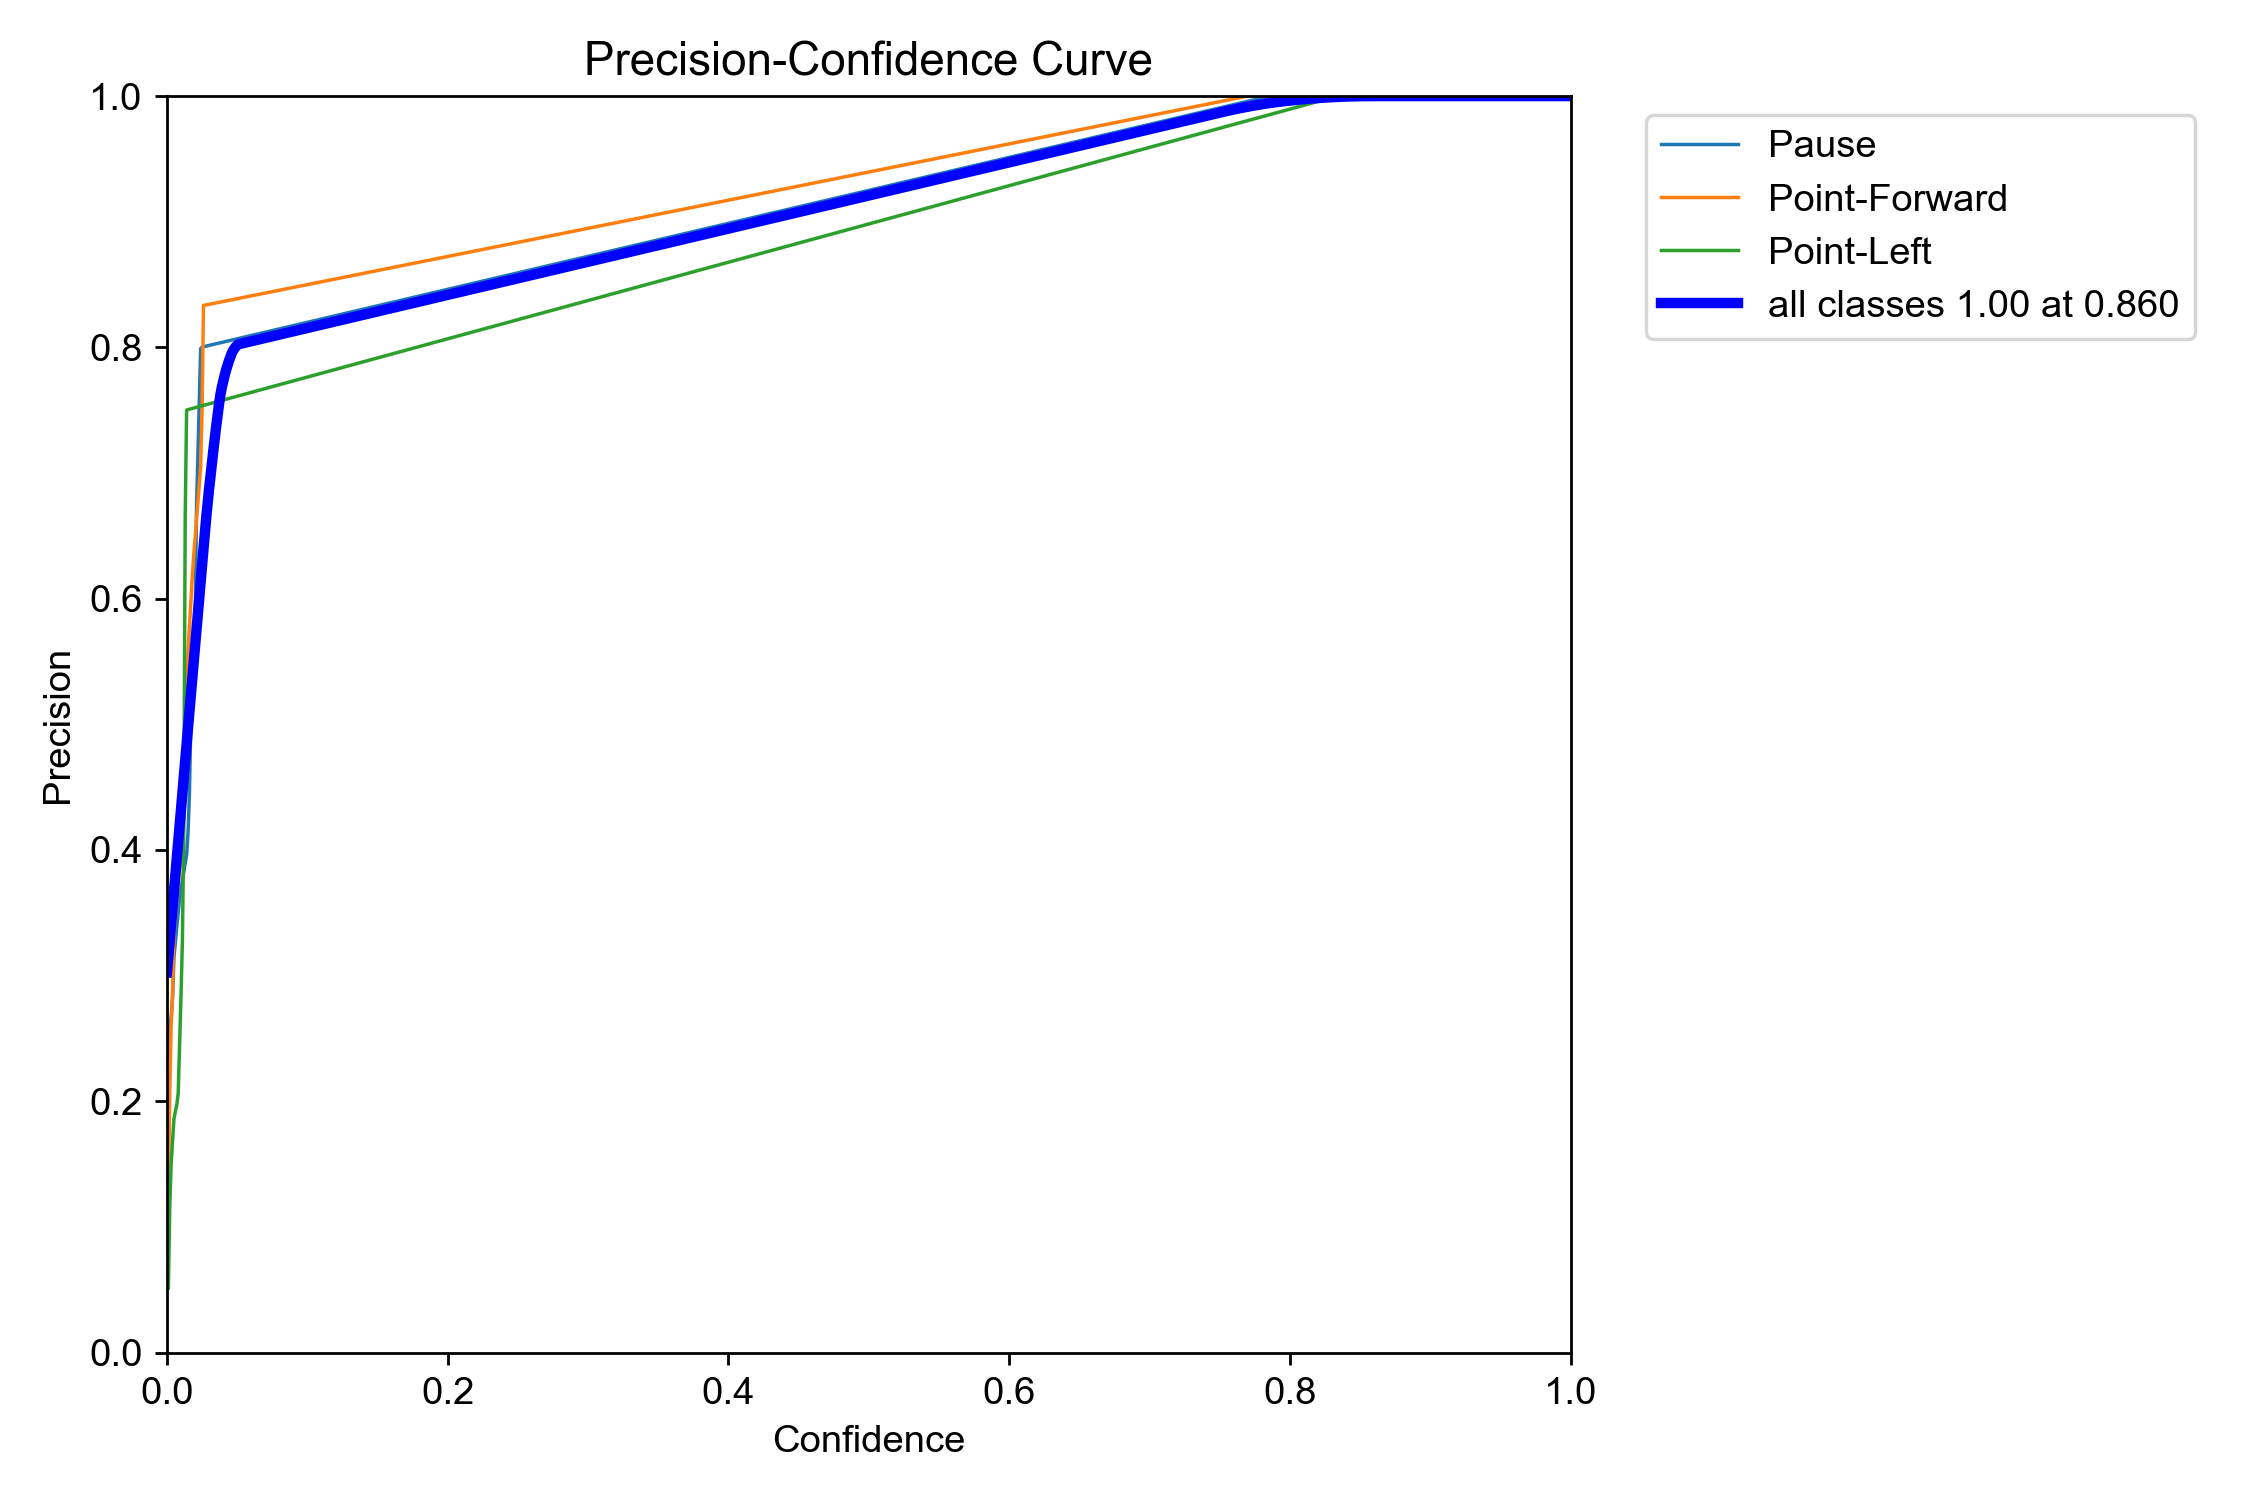 Precision-Confidence Curve
1.0
0.8
0.6
0.4
0.2
0.0
Precision
0.0 0.2 0.4 0.6 0.8 1.0
Confidence
Pause
Point-Forward
Point-Left
all classes 1.00 at 0.860